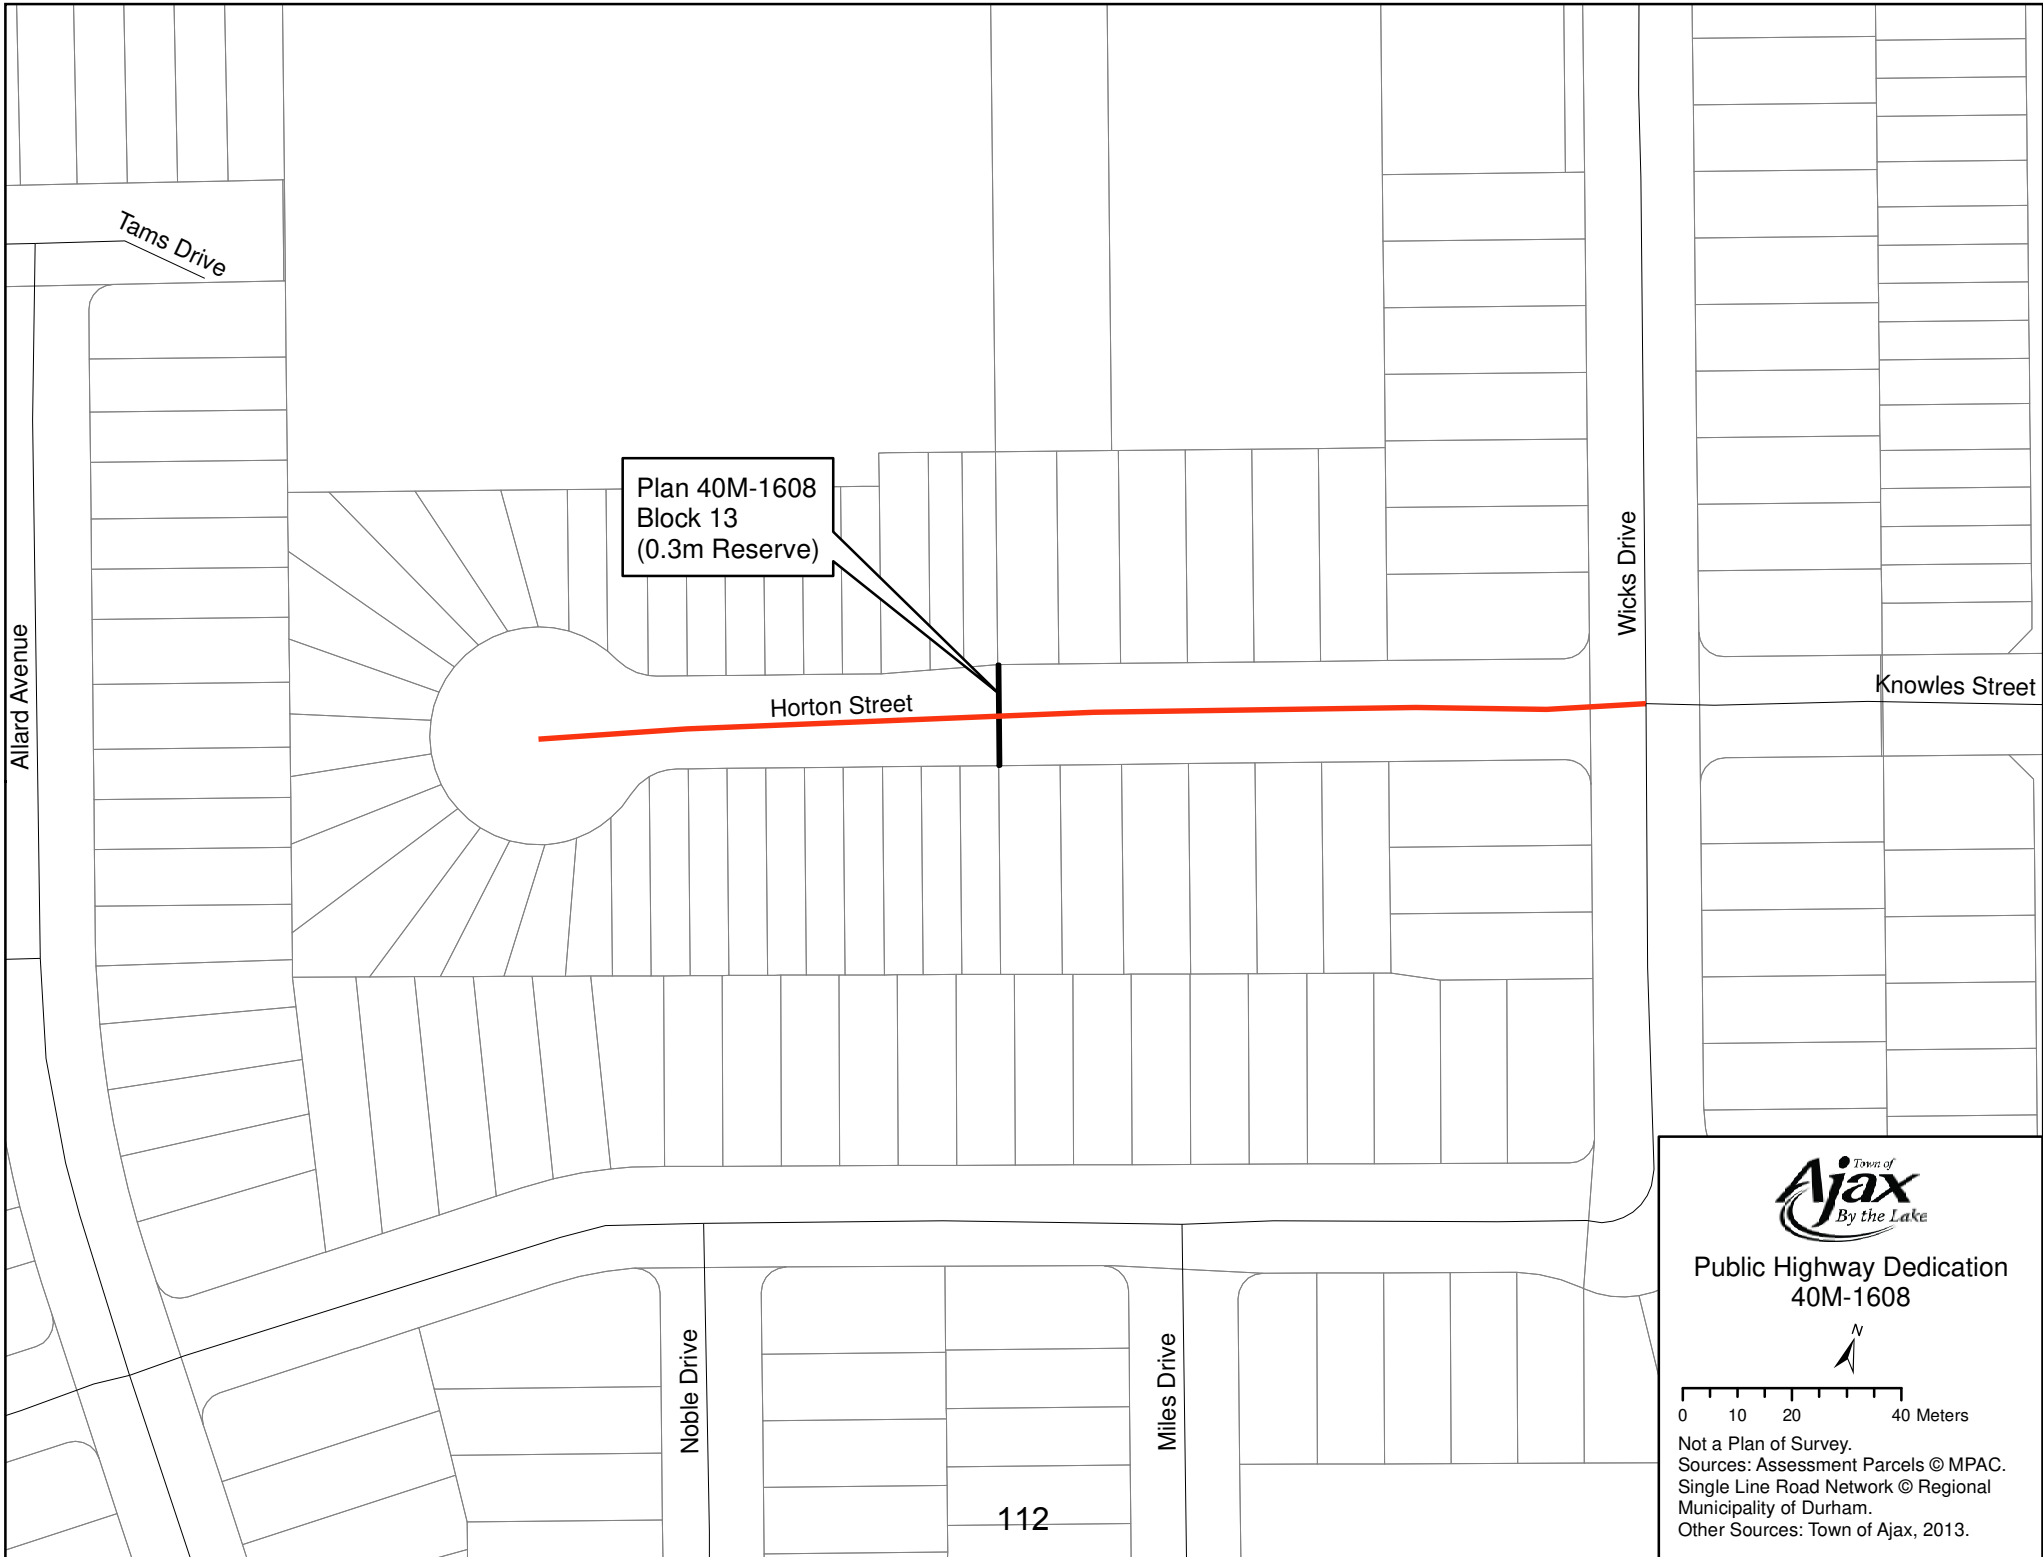 Tams Drive
Plan 40M-1608
Block 13
(0.3m Reserve)
Wicks Drive
Allard Avenue
Horton Street
Knowles Street
Noble Drive
Miles Drive
112
Town of
Ajax
By the Lake
Public Highway Dedication
40M-1608
N
0 10 20 40 Meters
Not a Plan of Survey.
Sources: Assessment Parcels © MPAC.
Single Line Road Network © Regional
Municipality of Durham.
Other Sources: Town of Ajax, 2013.